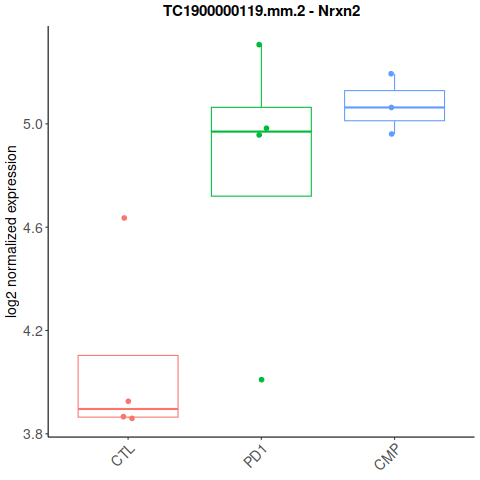 TC1900000119.mm.2 - Nrxn2
log2 normalized expression
5.0
4.6
4.2
3.8
CTL
PD1
CMP